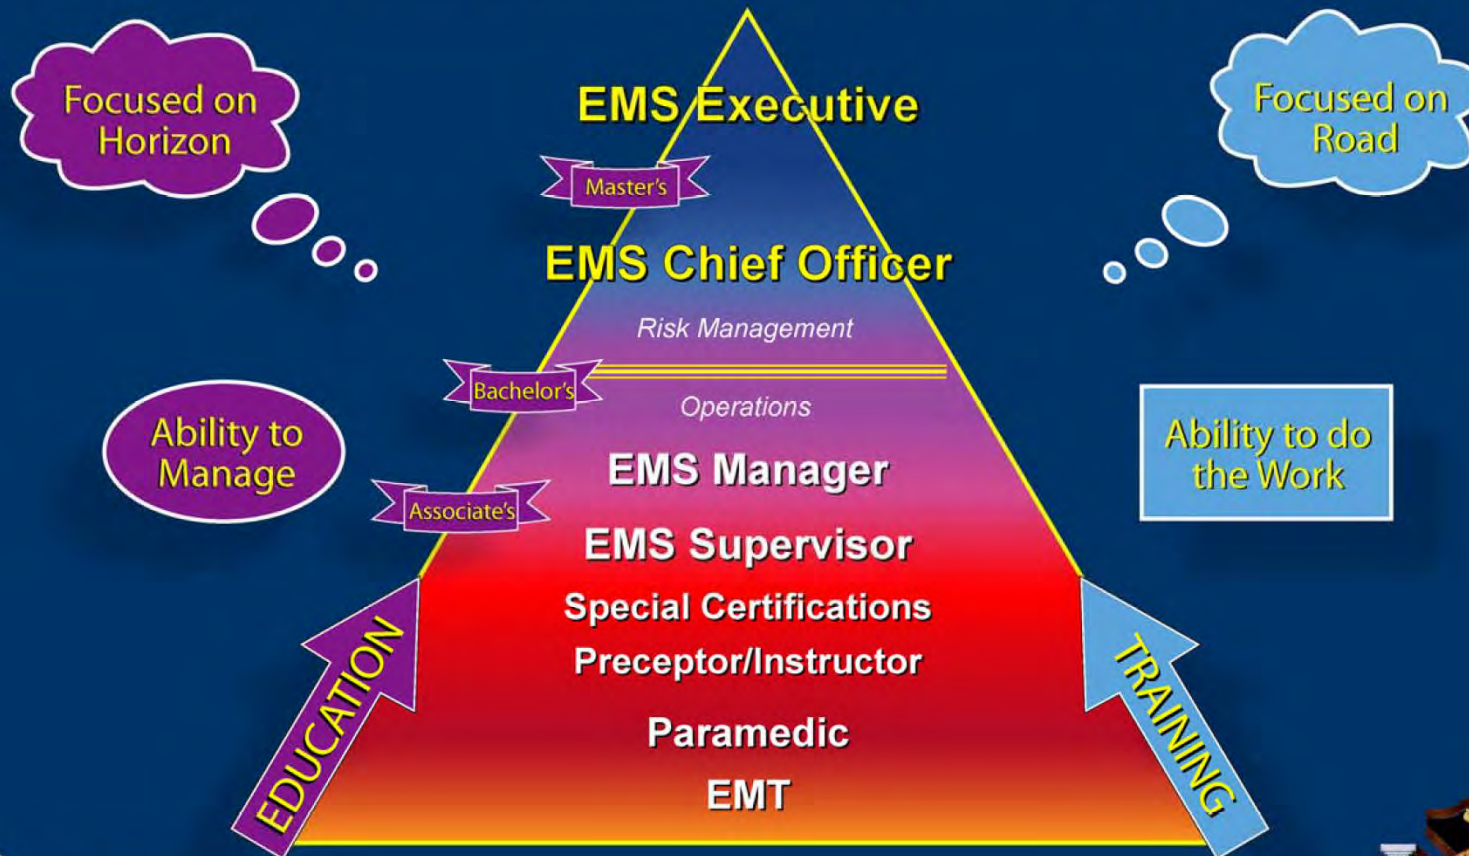 Focused on
Horizon
EMS Executive
Focused on
Road
Master's
EMS Chief Officer
Risk Management
Bachelor's
Operations
Ability to
Manage
EMS Manager
Ability to do
the Work
Associate's
EMS Supervisor
Special Certifications
Preceptor/Instructor
Paramedic
EMT
EDUCATION
TRAINING